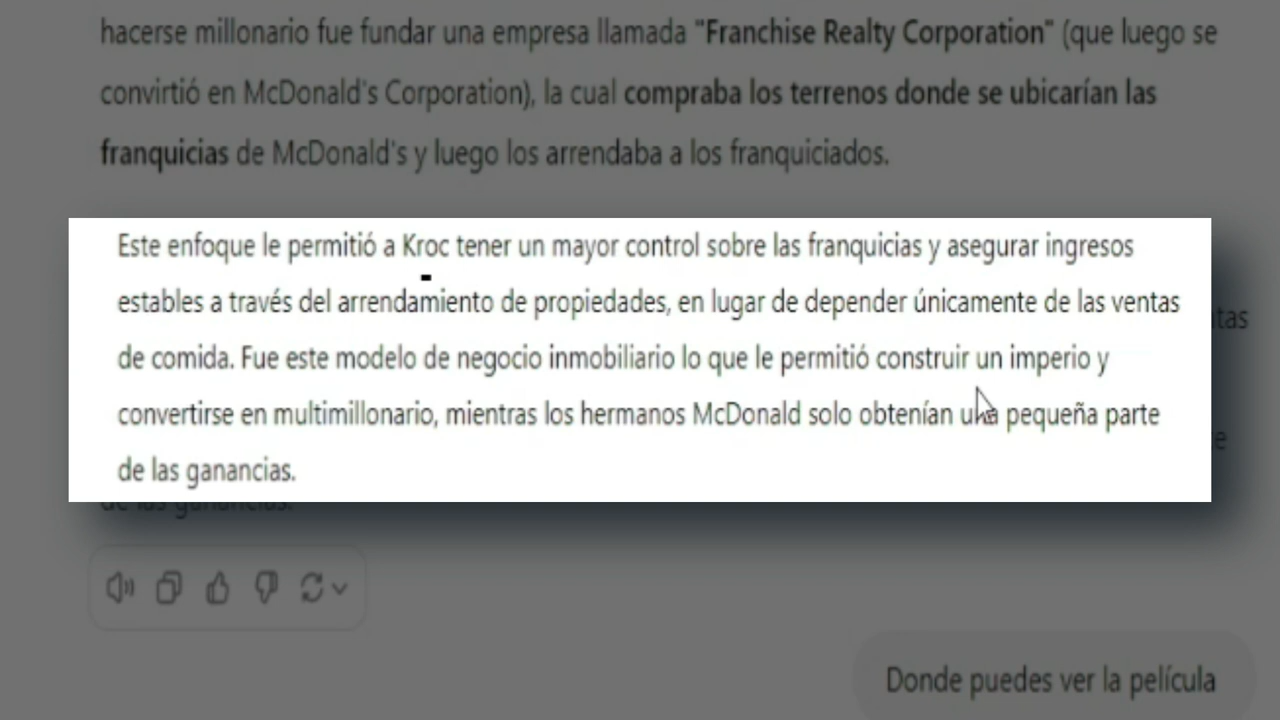 hacerse millonario fue fundar una empresa llamada "Franchise Realty Corporation" (que luego se
convirtió en McDonald's Corporation), la cual compraba los terrenos donde se ubicarían las
franquicias de McDonald's y luego los arrendaba a los franquiciados.
Este enfoque le permitió a Kroc tener un mayor control sobre las franquicias y asegurar ingresos
estables a través del arrendamiento de propiedades, en lugar de depender únicamente de las ventas
de comida. Fue este modelo de negocio inmobiliario lo que le permitió construir un imperio y
convertirse en multimillonario, mientras los hermanos McDonald solo obtenían una pequeña parte
de las ganancias.
de las ganancias.
Donde puedes ver la película